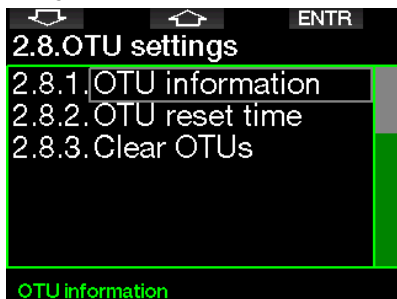 ENTR
2.8.OTU settings
2.8.1.OTU information
2.8.2.OTU reset time
2.8.3.Clear OTUs
OTU information